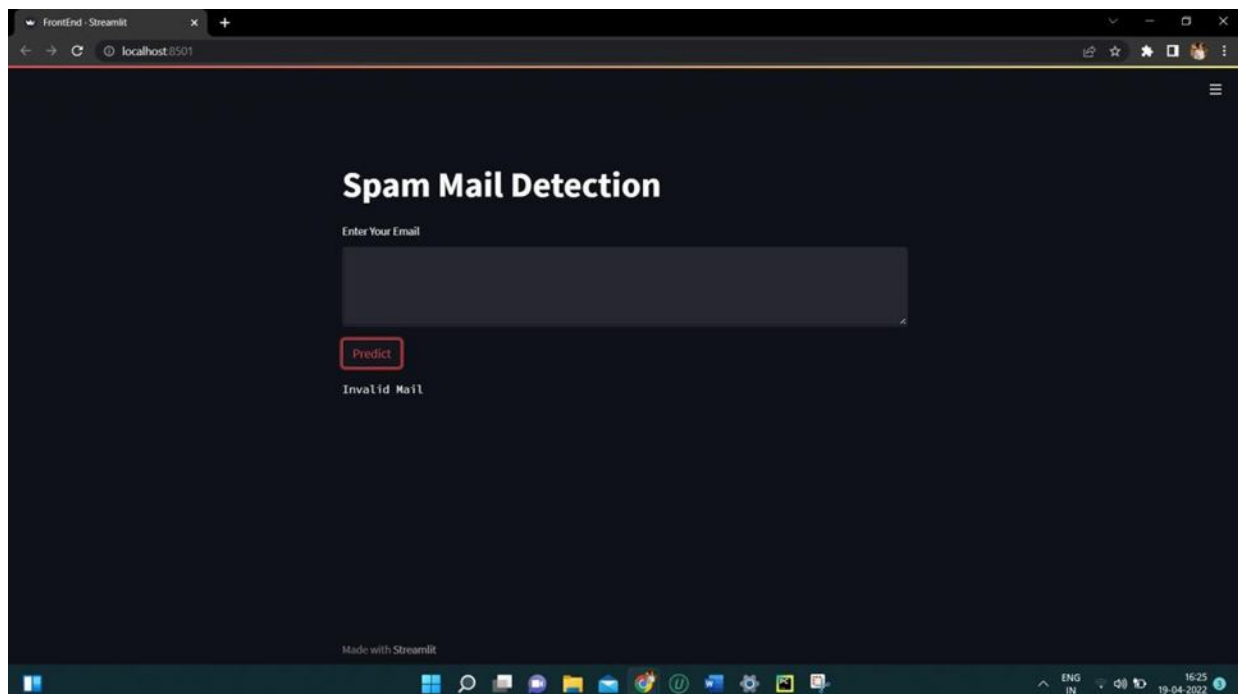 FrontEnd · Streamlit
localhost:8501
Spam Mail Detection
Enter Your Email
Predict
Invalid Mail
Made with Streamlit
ENG
IN
16:25
19-04-2022
3